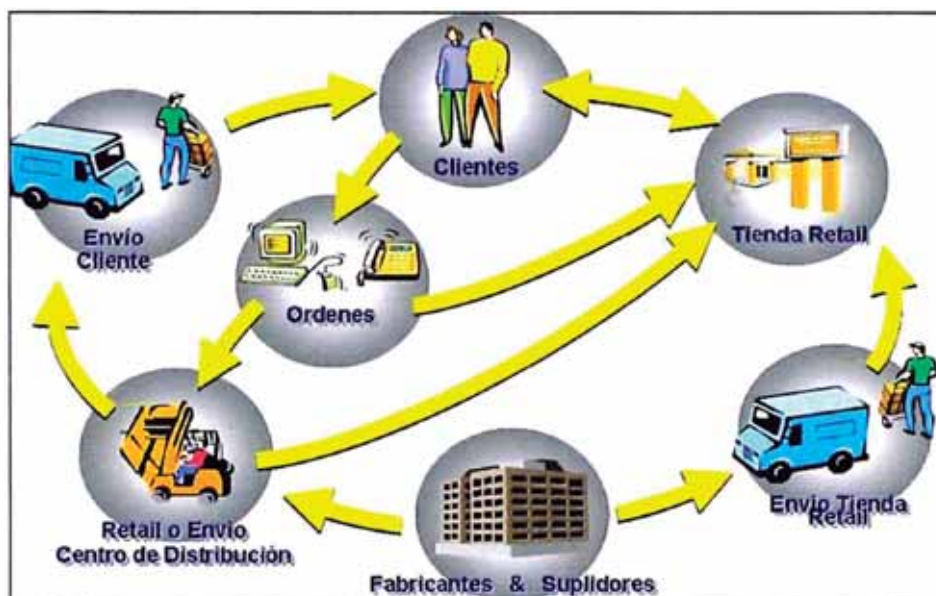 Clientes
Envío
Cliente
Tienda Retail
Ordenes
Retail o Envío
Centro de Distribución
Envío Tienda
Retail
Fabricantes & Suplidores